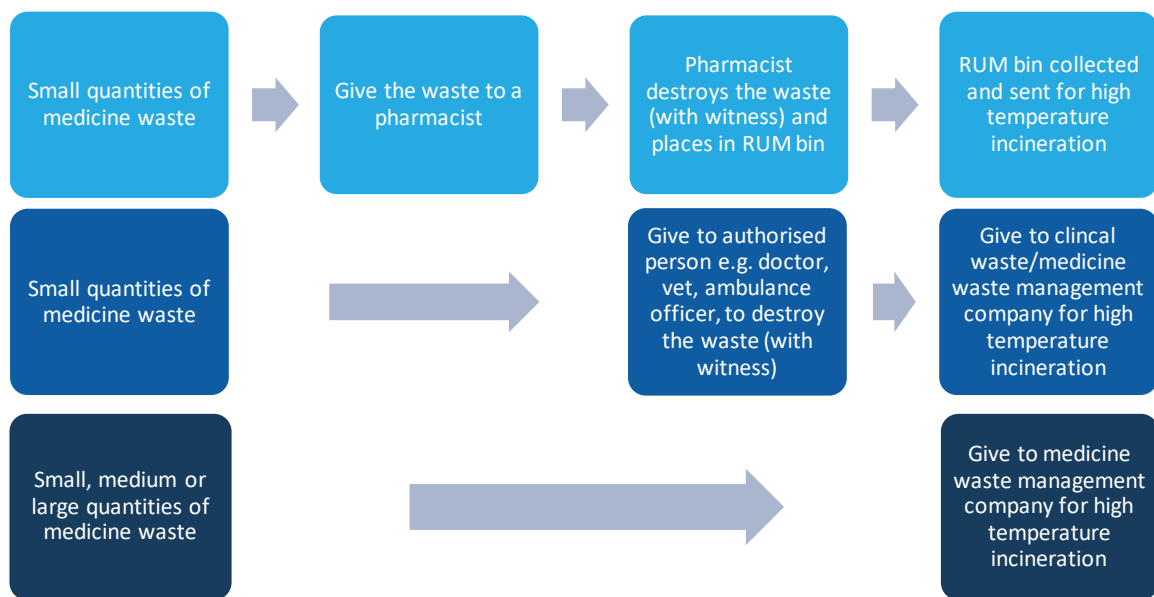 Small quantities of
medicine waste
Give the waste to a
pharmacist
Pharmacist
destroys the waste
(with witness) and
places in RUM bin
RUM bin collected
and sent for high
temperature
incineration
Small quantities of
medicine waste
Give to authorised
person e.g. doctor,
vet, ambulance
officer, to destroy
the waste (with
witness)
Give to clincal
waste/medicine
waste management
company for high
temperature
incineration
Small, medium or
large quantities of
medicine waste
Give to medicine
waste management
company for high
temperature
incineration